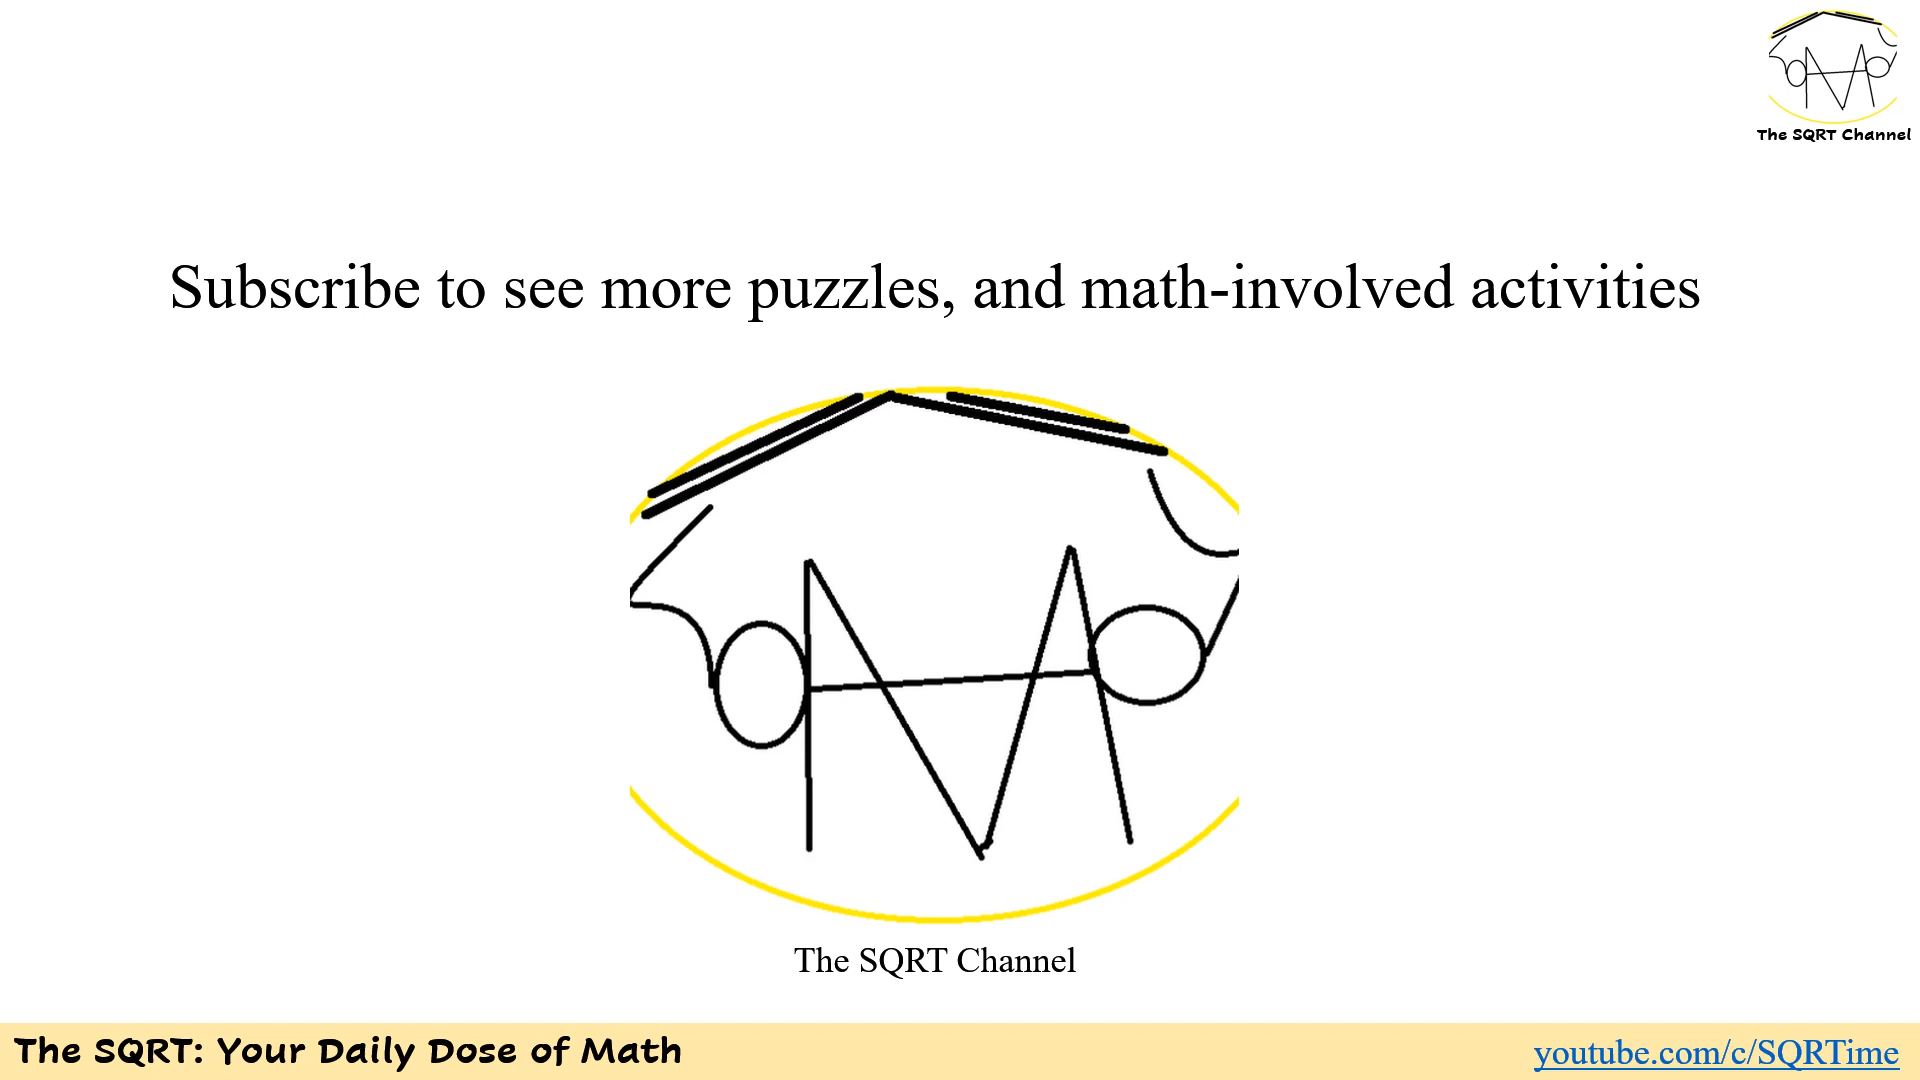 The SQRT Channel
Subscribe to see more puzzles, and math-involved activities
The SQRT Channel
The SQRT: Your Daily Dose of Math
youtube.com/c/SQRTime